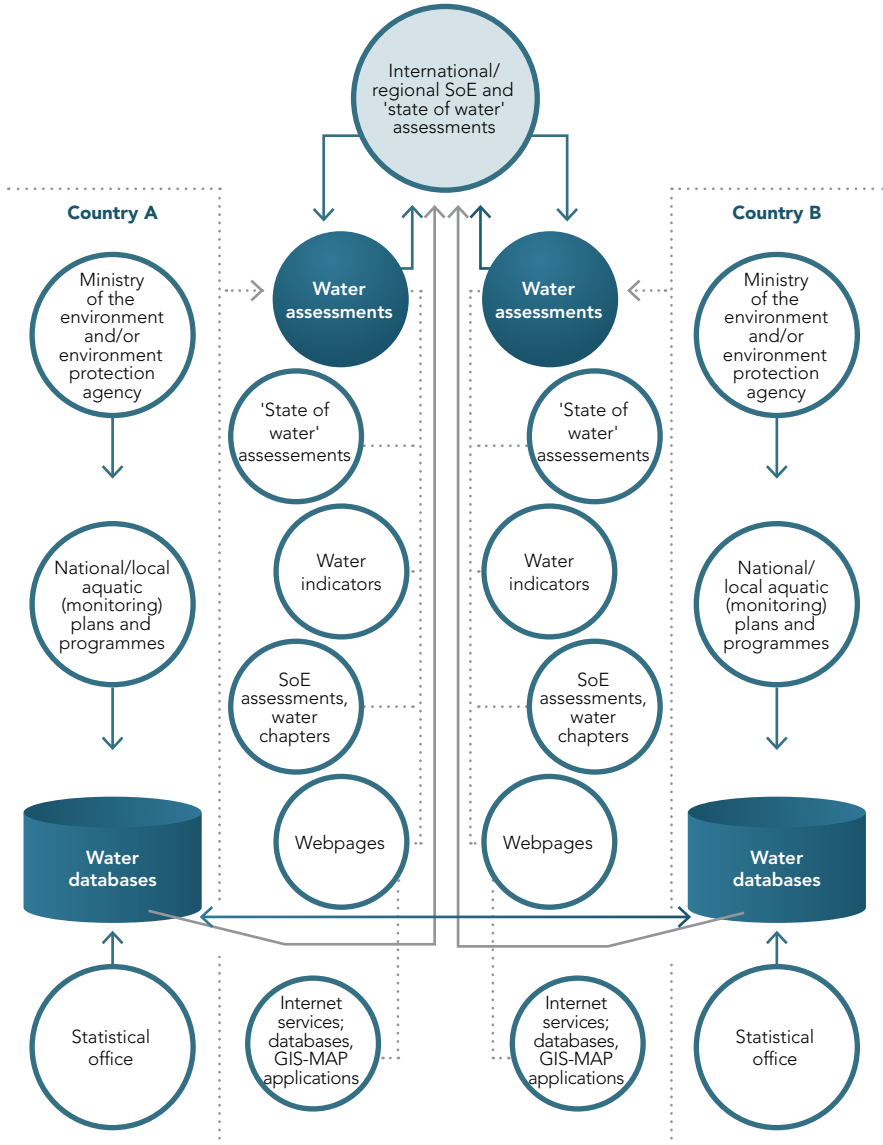 International/
regional SoE and
'state of water'
assessments
Country A
Ministry
of the
environment
and/or
environment
protection
agency
National/local
aquatic
(monitoring)
plans and
programmes
Water
databases
Statistical
office
Water
assessments
'State of
water'
assessements
Water
indicators
SoE
assessments,
water
chapters
Webpages
Internet
services;
databases,
GIS-MAP
applications
Water
assessments
'State of
water'
assessements
Water
indicators
SoE
assessments,
water
chapters
Webpages
Internet
services;
databases,
GIS-MAP
applications
Country B
Ministry
of the
environment
and/or
environment
protection
agency
National/
local aquatic
(monitoring)
plans and
programmes
Water
databases
Statistical
office